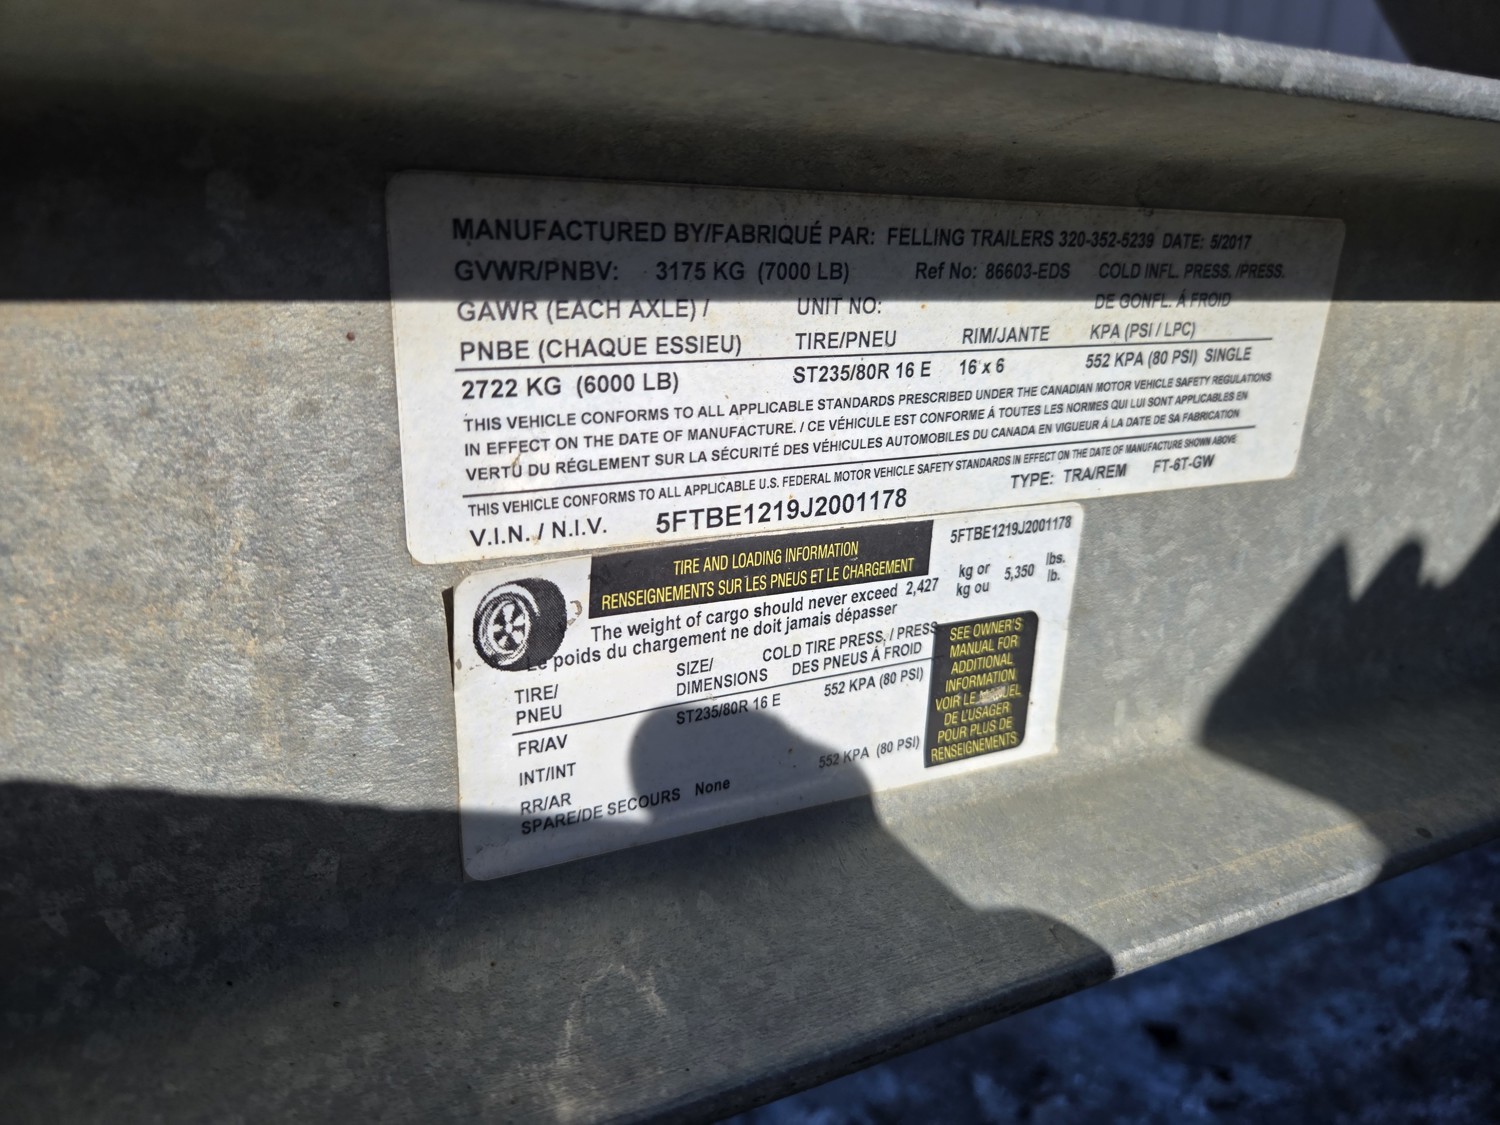 MANUFACTURED BY/FABRIQUÉ PAR: FELLING TRAILERS 320-352-5239 DATE: 5/2017
GVWR/PNBV: 3175 KG (7000 LB) Ref No: 86603-EDS COLD INFL. PRESS. /PRESS.
GAWR (EACH AXLE) / UNIT NO: DE GONFL. Á FROID
PNBE (CHAQUE ESSIEU) TIRE/PNEU RIM/JANTE KPA (PSI / LPC)
2722 KG (6000 LB) ST235/80R 16 E 16 x 6 552 KPA (80 PSI) SINGLE
THIS VEHICLE CONFORMS TO ALL APPLICABLE STANDARDS PRESCRIBED UNDER THE CANADIAN MOTOR VEHICLE SAFETY REGULATIONS
IN EFFECT ON THE DATE OF MANUFACTURE. / CE VÉHICULE EST CONFORME Á TOUTES LES NORMES QUI LUI SONT APPLICABLES EN
VERTU DU RÉGLEMENT SUR LA SÉCURITÉ DES VÉHICULES AUTOMOBILES DU CANADA EN VIGUEUR Á LA DATE DE SA FABRICATION
THIS VEHICLE CONFORMS TO ALL APPLICABLE U.S. FEDERAL MOTOR VEHICLE SAFETY STANDARDS IN EFFECT ON THE DATE OF MANUFACTURE SHOWN ABOVE
V.I.N. / N.I.V. 5FTBE1219J2001178 TYPE: TRA/REM FT-6T-GW
TIRE AND LOADING INFORMATION
RENSEIGNEMENTS SUR LES PNEUS ET LE CHARGEMENT
5FTBE1219J2001178
The weight of cargo should never exceed 2,427 kg or 5,350 lbs.
Le poids du chargement ne doit jamais dépasser kg ou lb.
TIRE/ SIZE/ COLD TIRE PRESS. / PRESS
PNEU DIMENSIONS DES PNEUS Á FROID
FR/AV ST235/80R 16 E 552 KPA (80 PSI)
INT/INT
RR/AR 552 KPA (80 PSI)
SPARE/DE SECOURS None
SEE OWNER'S
MANUAL FOR
ADDITIONAL
INFORMATION
VOIR LE MANUEL
DE L'USAGER
POUR PLUS DE
RENSEIGNEMENTS